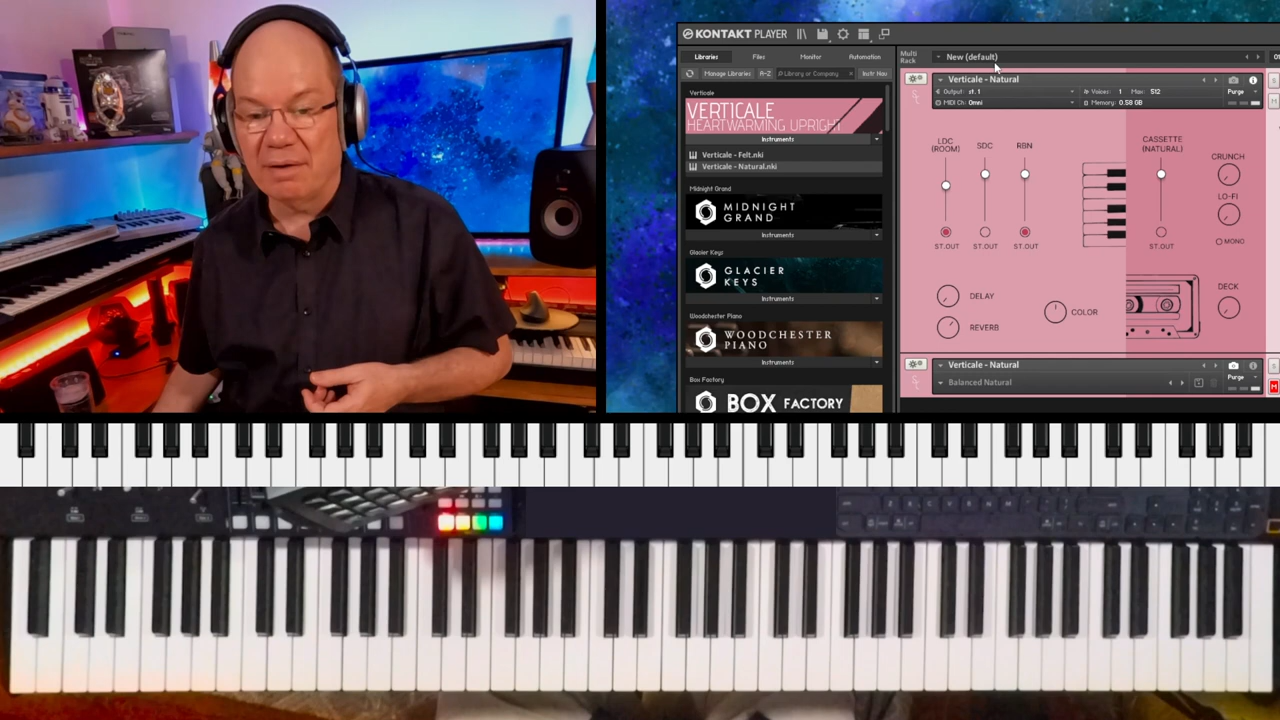 KONTAKT PLAYER
Libraries Files Monitor Automation
Manage Libraries A-Z Library or Company Instr Nav
Multi Rack New (default)
Verticale
VERTICALE
HEARTWARMING UPRIGHT
Instruments
Verticale - Felt.nki
Verticale - Natural.nki
Midnight Grand
MIDNIGHT
GRAND
Instruments
Glacier Keys
GLACIER
KEYS
Instruments
Woodchester Piano
WOODCHESTER
PIANO
Instruments
Box Factory
BOX FACTORY
Verticale - Natural
Output: st.1 Voices: 1 Max: 512 Purge
MIDI Ch: Omni Memory: 0.58 GB
LDC
(ROOM)
SDC
RBN
CASSETTE
(NATURAL)
CRUNCH
LO-FI
MONO
ST.OUT ST.OUT ST.OUT ST.OUT
DELAY
REVERB
COLOR
DECK
Verticale - Natural
Balanced Natural
Purge
S
M